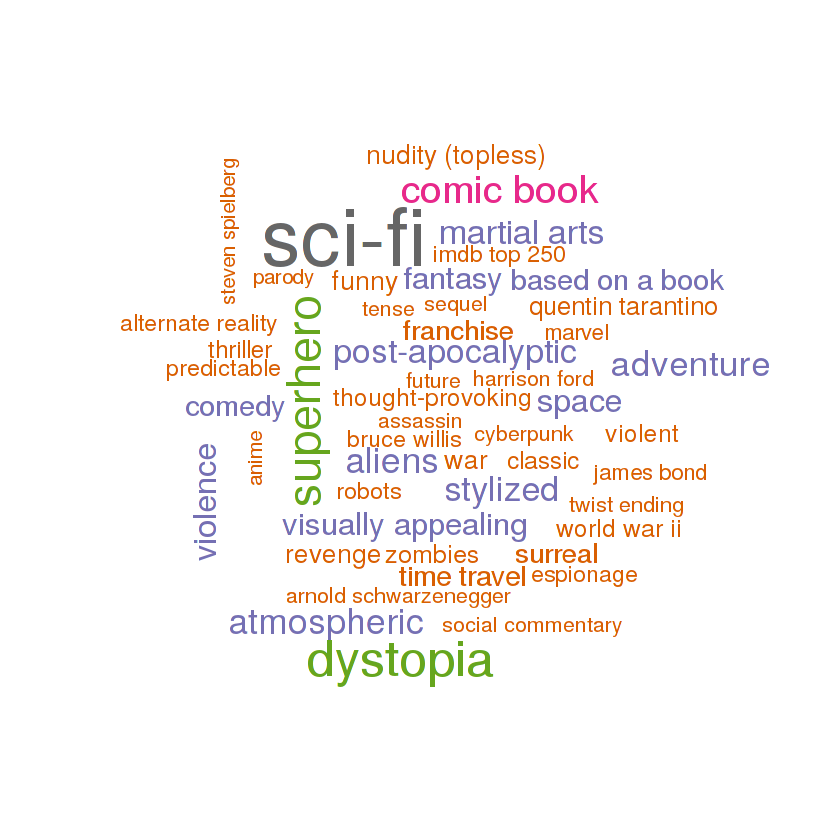 nudity (topless)
steven spielberg
comic book
sci-fi
martial arts
imdb top 250
parody
funny
fantasy
based on a book
tense
sequel
quentin tarantino
alternate reality
superhero
franchise
marvel
thriller
post-apocalyptic
adventure
predictable
future
harrison ford
thought-provoking
space
comedy
assassin
bruce willis
cyberpunk
violent
anime
violence
aliens
war
classic
james bond
robots
stylized
twist ending
visually appealing
world war ii
revenge
zombies
surreal
time travel
espionage
arnold schwarzenegger
atmospheric
social commentary
dystopia